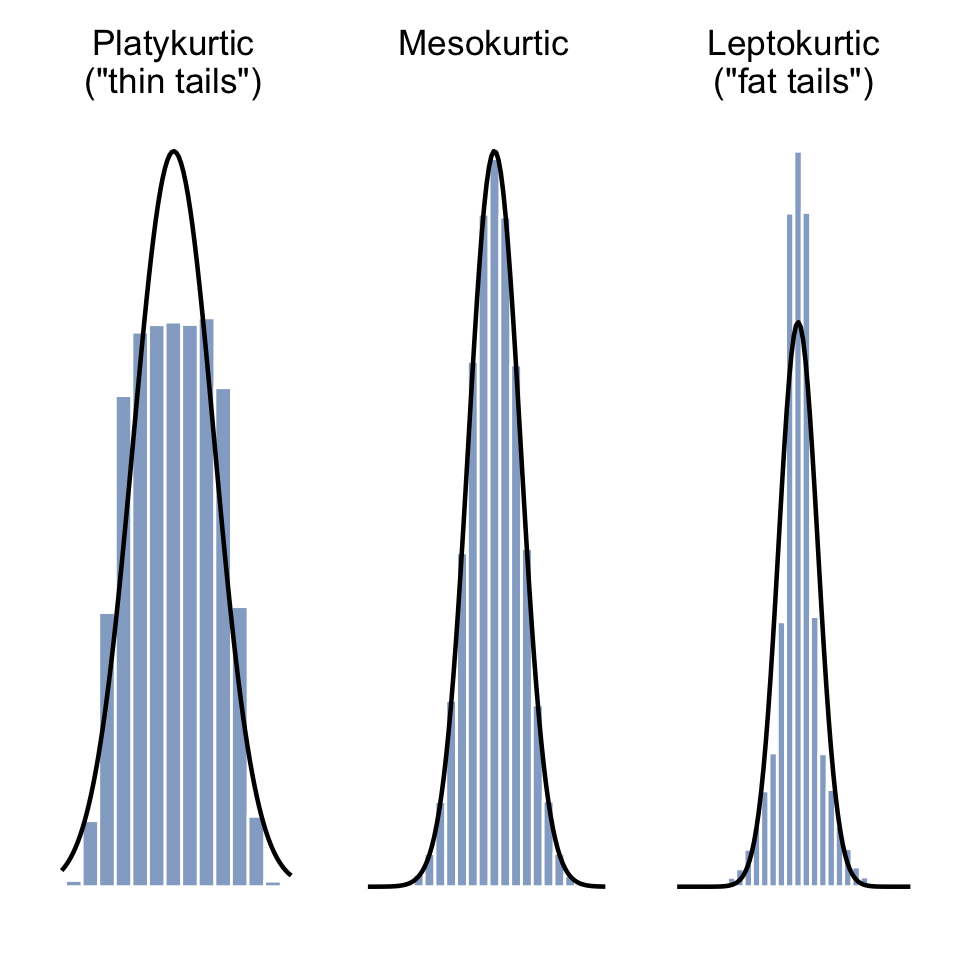 Platykurtic
("thin tails")
Mesokurtic
Leptokurtic
("fat tails")